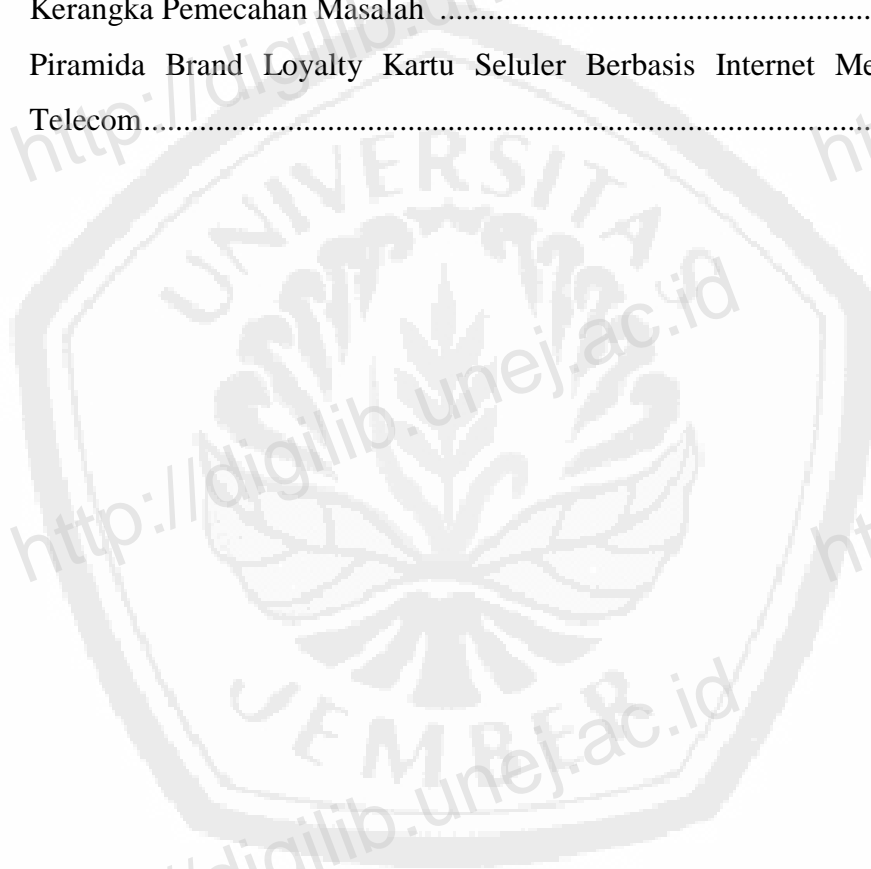 Kerangka Pemecahan Masalah ........................................................
Piramida Brand Loyalty Kartu Seluler Berbasis Internet Me
Telecom.............................................................................................
http://digilib.unej.ac.id
UNIVERSITAS
http://digilib.unej.ac.id
JEMBER
http://digilib.unej.ac.id